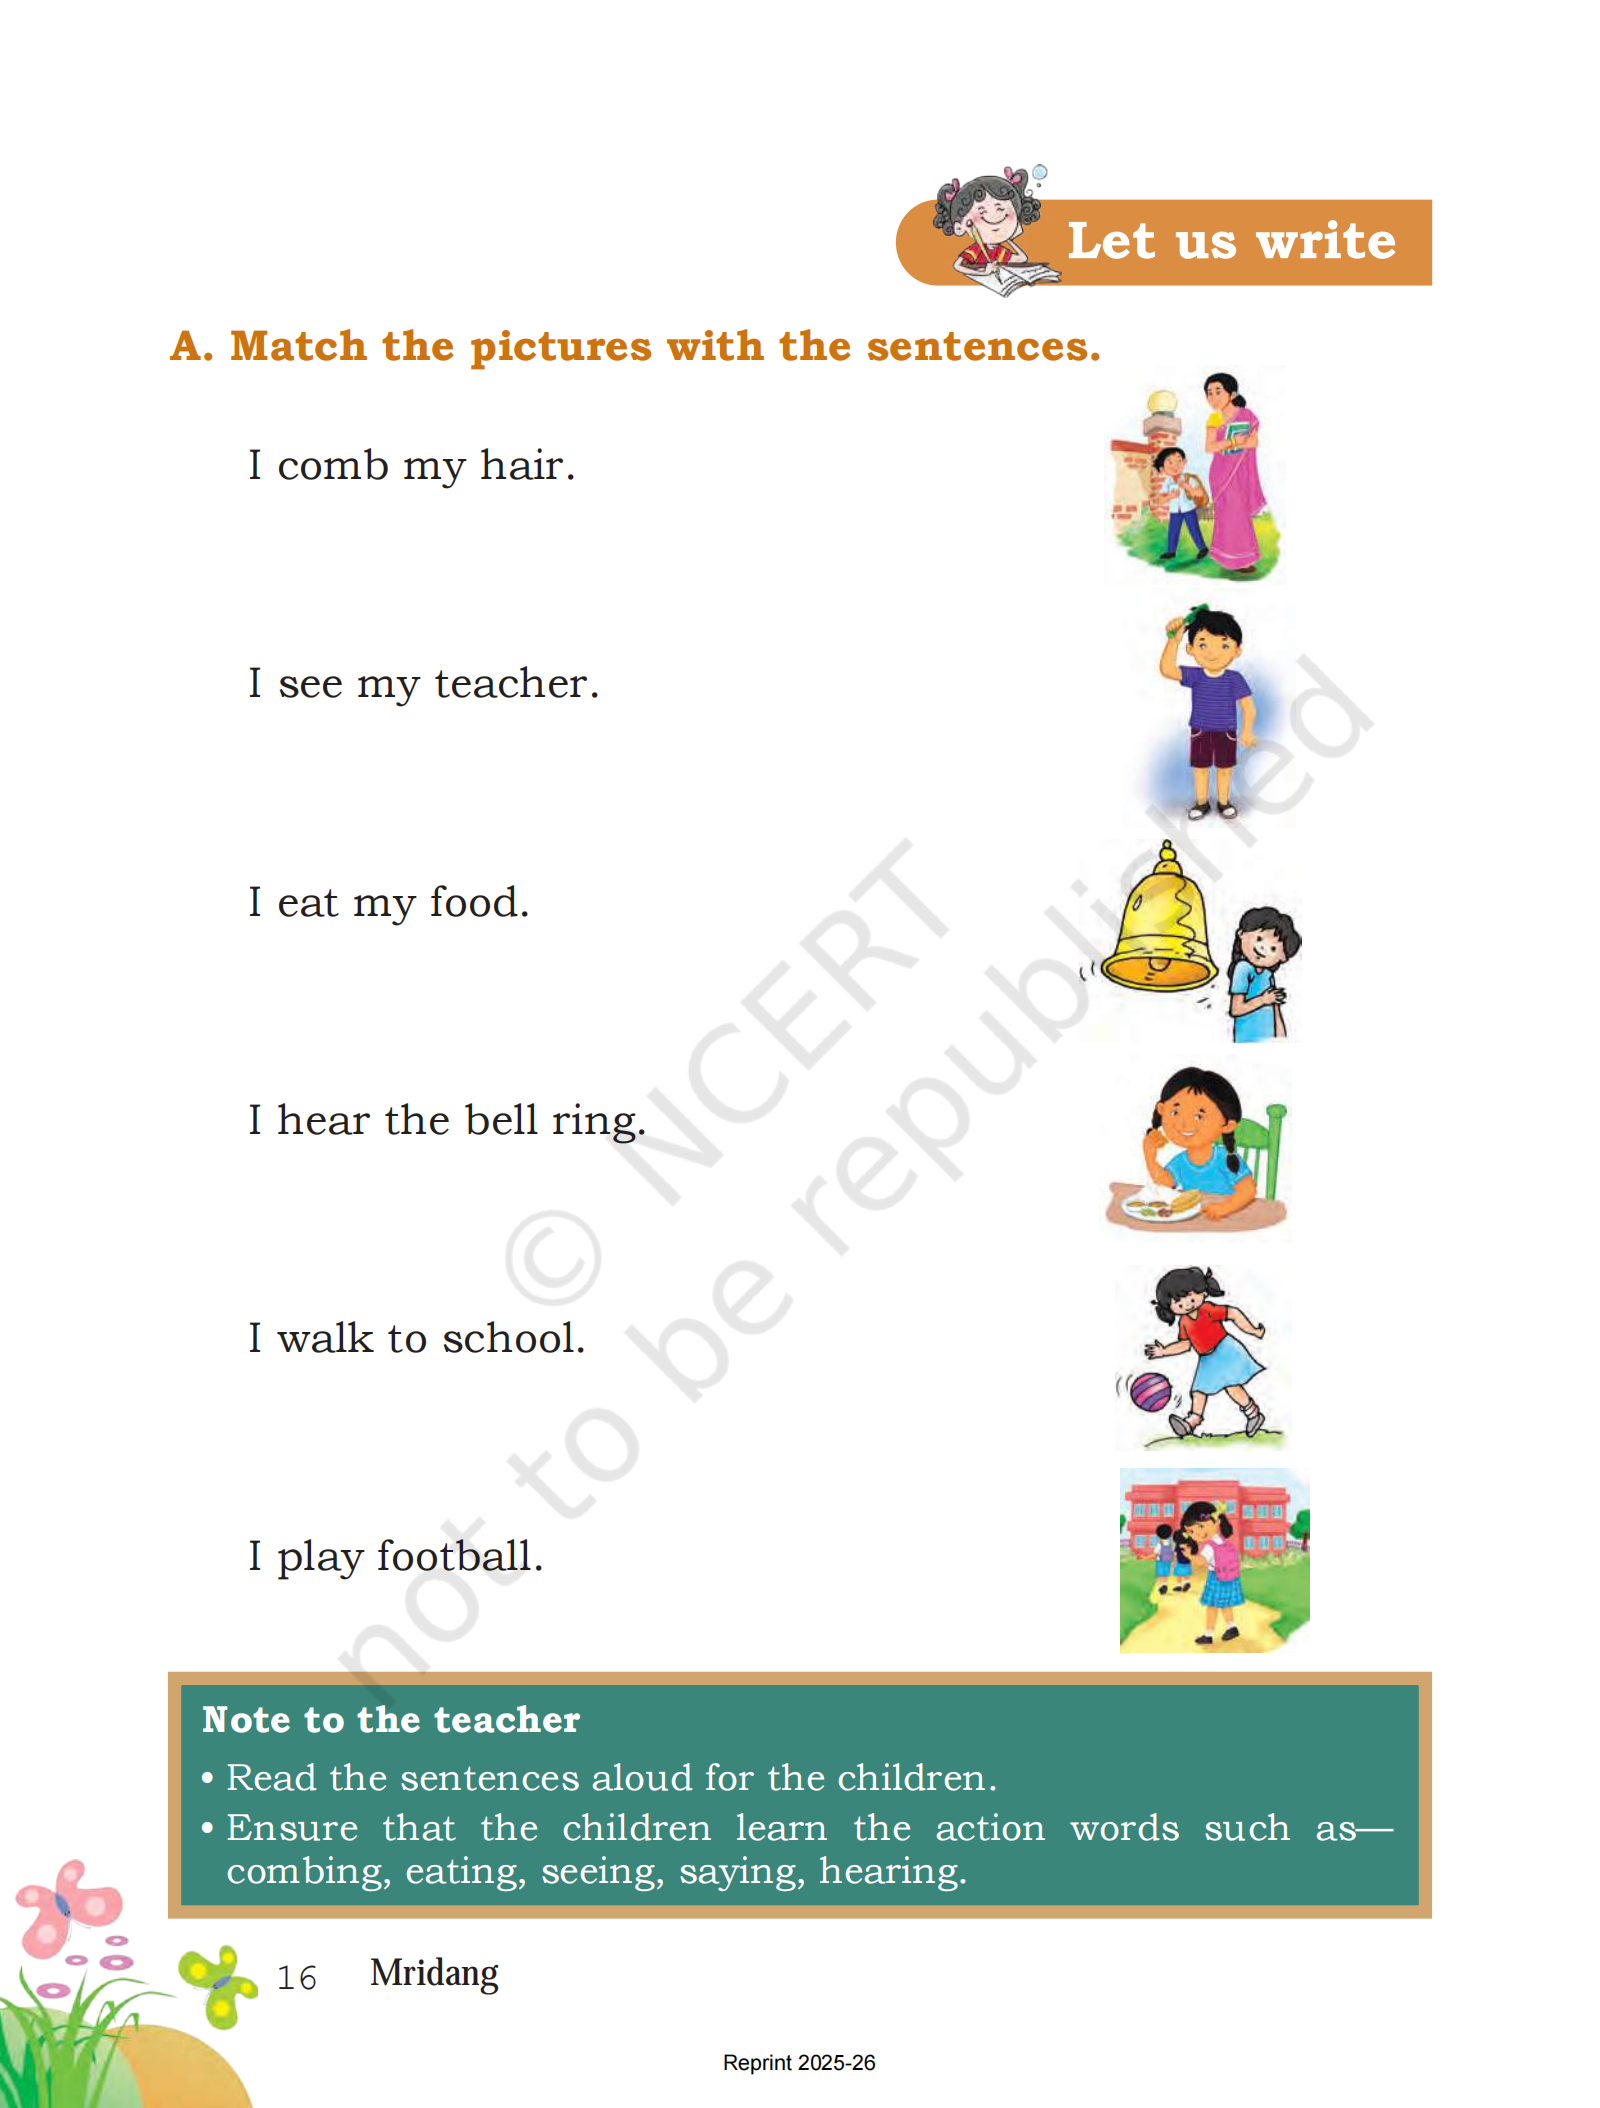 Let us write
A. Match the pictures with the sentences.
I comb my hair.
I see my teacher.
I eat my food.
I hear the bell ring.
I walk to school.
I play football.
© NCERT
not to be republished
Note to the teacher
• Read the sentences aloud for the children.
• Ensure that the children learn the action words such as—
combing, eating, seeing, saying, hearing.
16 Mridang
Reprint 2025-26